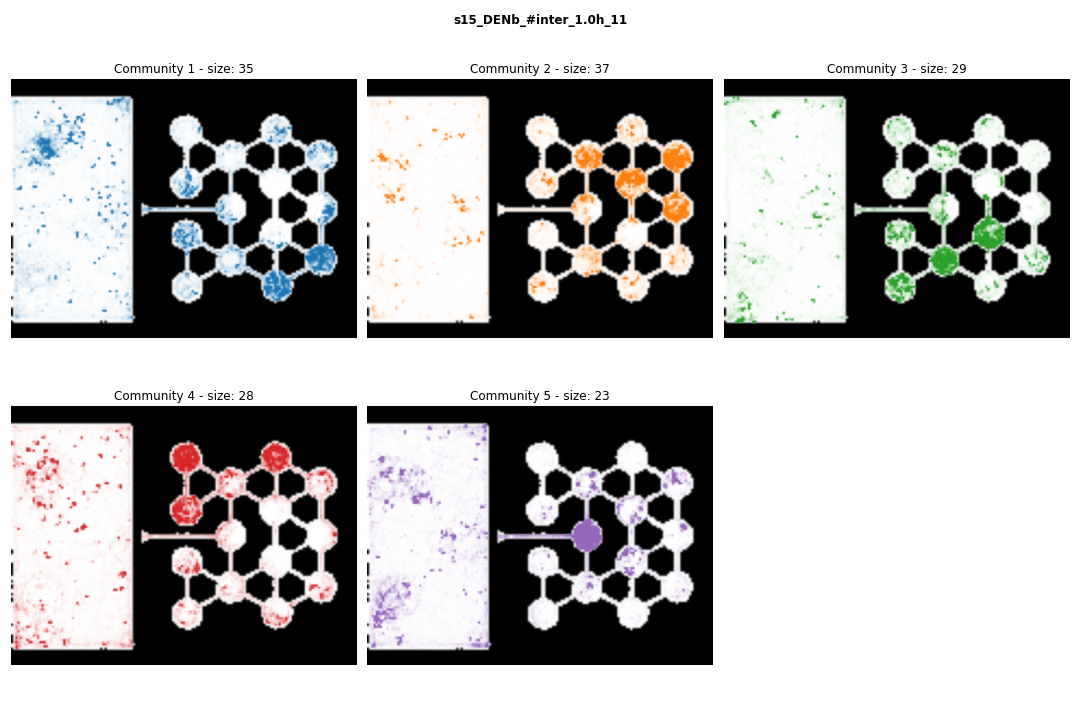 s15_DENb_#inter_1.0h_11
Community 1 - size: 35
Community 2 - size: 37
Community 3 - size: 29
Community 4 - size: 28
Community 5 - size: 23